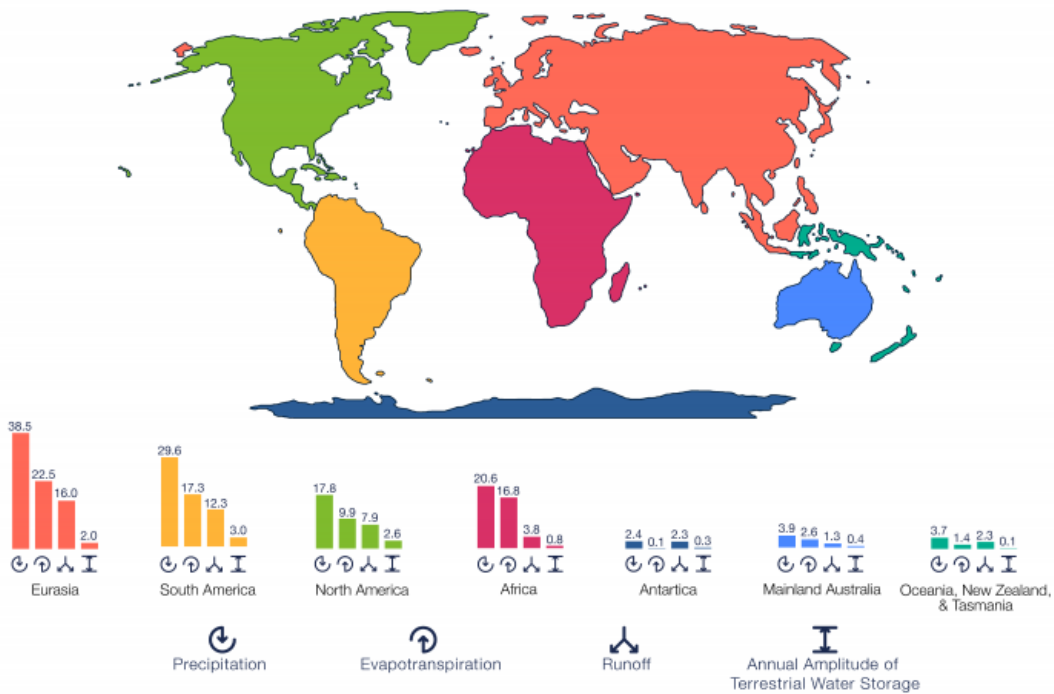 38.5
22.5
16.0
2.0
Eurasia
29.6
17.3
12.3
3.0
South America
17.8
9.9
7.9
2.6
North America
20.6
16.8
3.8
0.8
Africa
2.4
0.1
2.3
0.3
Antartica
3.9
2.6
1.3
0.4
Mainland Australia
3.7
1.4
2.3
0.1
Oceania, New Zealand,
& Tasmania
Precipitation
Evapotranspiration
Runoff
Annual Amplitude of
Terrestrial Water Storage